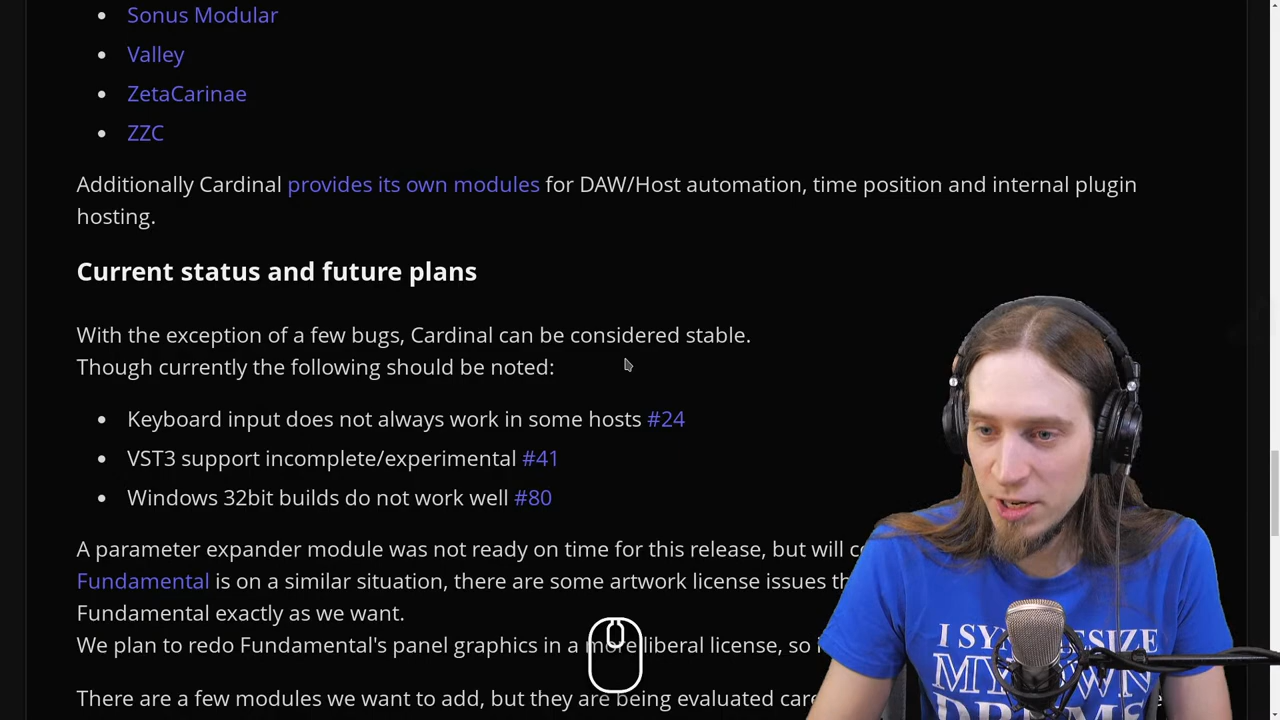 Sonus Modular
Valley
ZetaCarinae
ZZC
Additionally Cardinal provides its own modules for DAW/Host automation, time position and internal plugin
hosting.
Current status and future plans
With the exception of a few bugs, Cardinal can be considered stable.
Though currently the following should be noted:
Keyboard input does not always work in some hosts #24
VST3 support incomplete/experimental #41
Windows 32bit builds do not work well #80
A parameter expander module was not ready on time for this release, but will
Fundamental is on a similar situation, there are some artwork license issues
Fundamental exactly as we want.
We plan to redo Fundamental's panel graphics in a more liberal license, so
There are a few modules we want to add, but they are being evaluated
I SYNTHESIZE
MY OWN
DREAMS